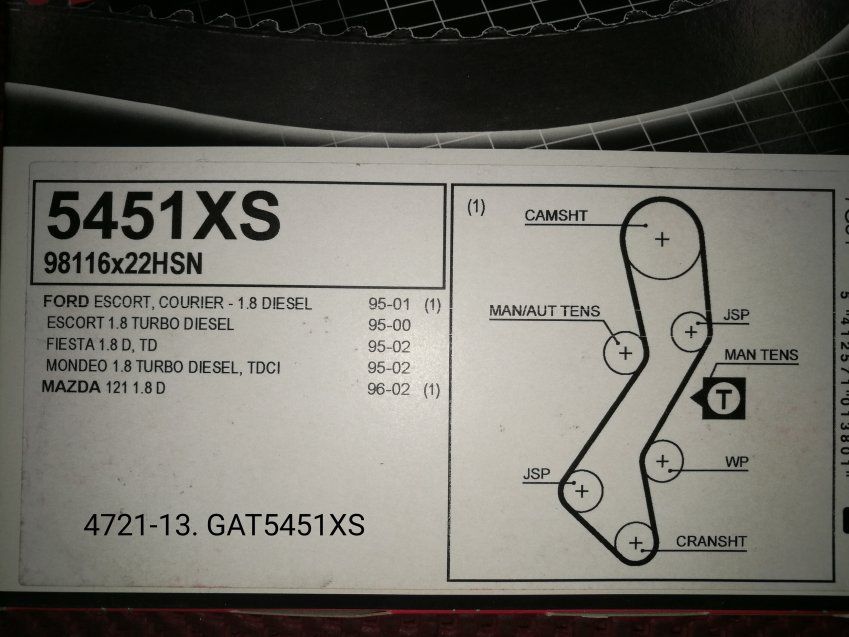 5451XS
98116x22HSN
FORD ESCORT, COURIER - 1.8 DIESEL 95-01 (1)
ESCORT 1.8 TURBO DIESEL 95-00
FIESTA 1.8 D, TD 95-02
MONDEO 1.8 TURBO DIESEL, TDCI 95-02
MAZDA 121 1.8 D 96-02 (1)
4721-13. GAT5451XS
(1)
CAMSHT
MAN/AUT TENS
JSP
MAN TENS
T
JSP
WP
CRANSHT